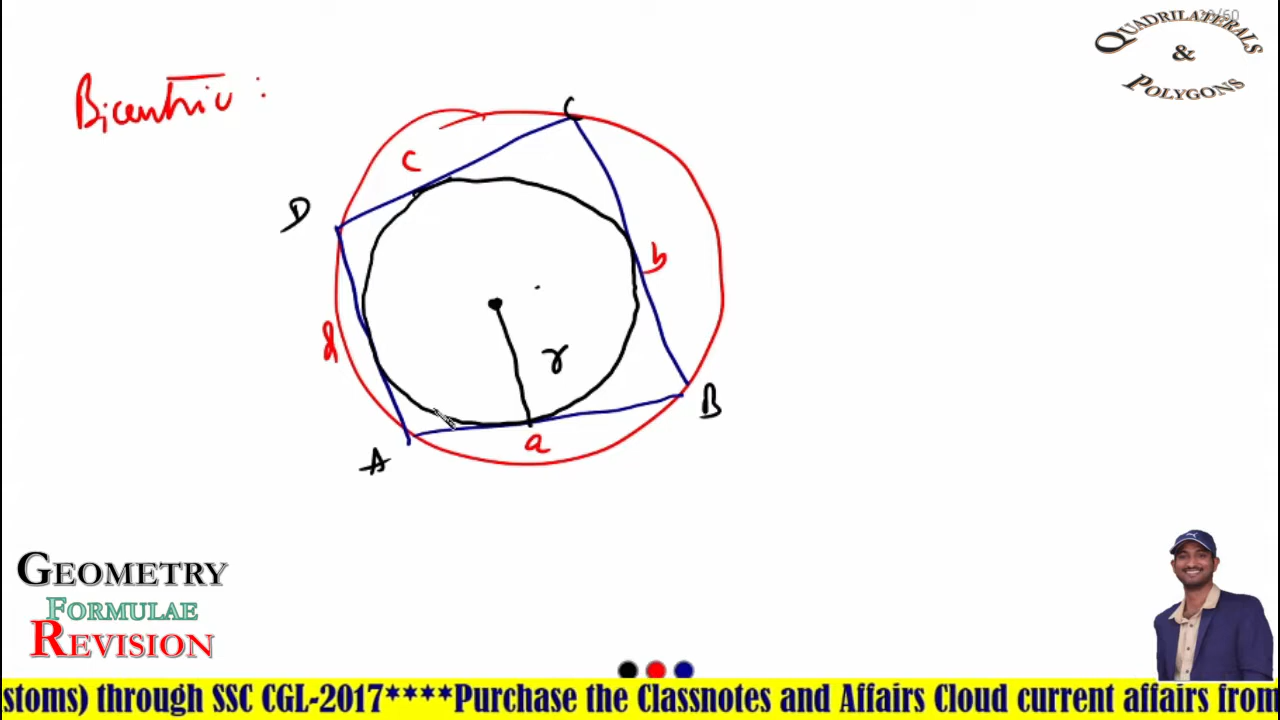 QUADRILATERALS
&
POLYGONS
Bicentric :
C
c
D
b
d
r
B
a
A
GEOMETRY
FORMULAE
REVISION
stoms) through SSC CGL-2017****Purchase the Classnotes and Affairs Cloud current affairs from